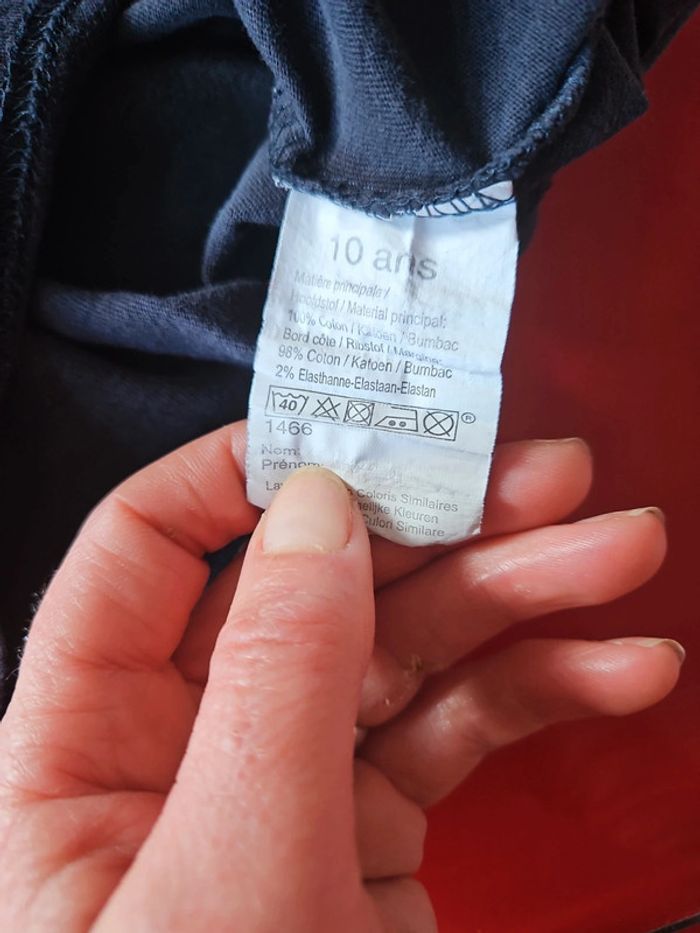 10 ans
Matière principale /
Hoofdstof / Material principal:
100% Coton / Katoen / Bumbac
Bord côte / Ribstof / Margine:
98% Coton / Katoen / Bumbac
2% Elasthanne-Elastaan-Elastan
40 ®
1466
Nom:
Prénom
Coloris Similaires
Kleuren
Culori Similare